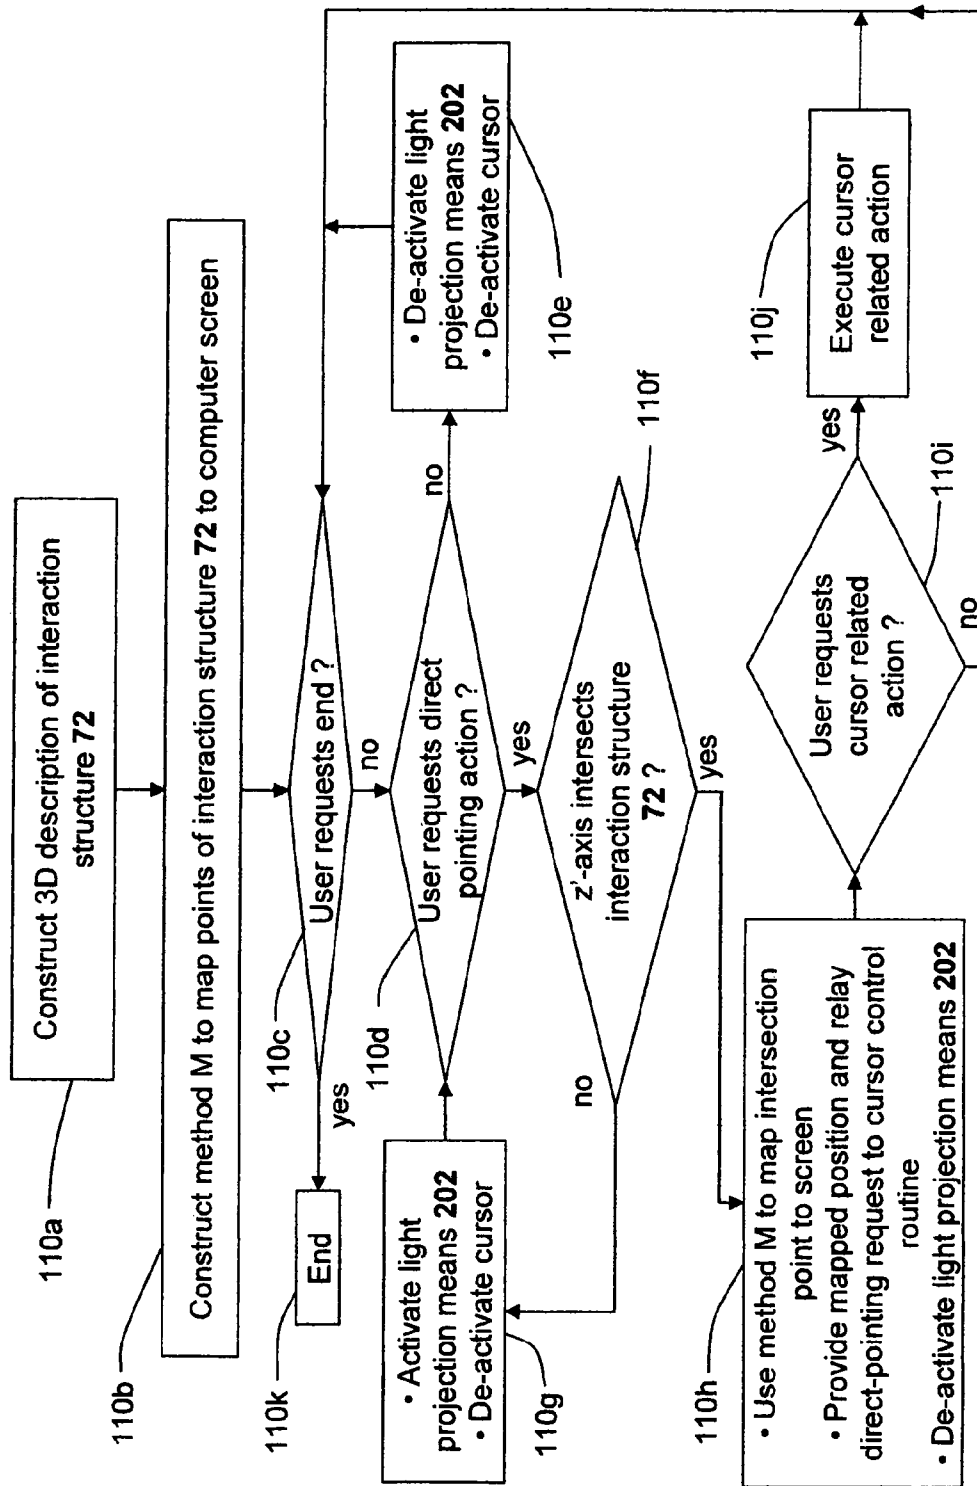 Construct 3D description of interaction
structure 72
110a
Construct method M to map points of interaction structure 72 to computer screen
110b
User requests end ?
110c
yes
no
End
110k
User requests direct
pointing action ?
110d
no
yes
• De-activate light
projection means 202
• De-activate cursor
110e
z'-axis intersects
interaction structure
72 ?
110f
no
yes
• Activate light
projection means 202
• De-activate cursor
110g
• Use method M to map intersection
point to screen
• Provide mapped position and relay
direct-pointing request to cursor control
routine
• De-activate light projection means 202
110h
User requests
cursor related
action ?
110i
yes
no
Execute cursor
related action
110j